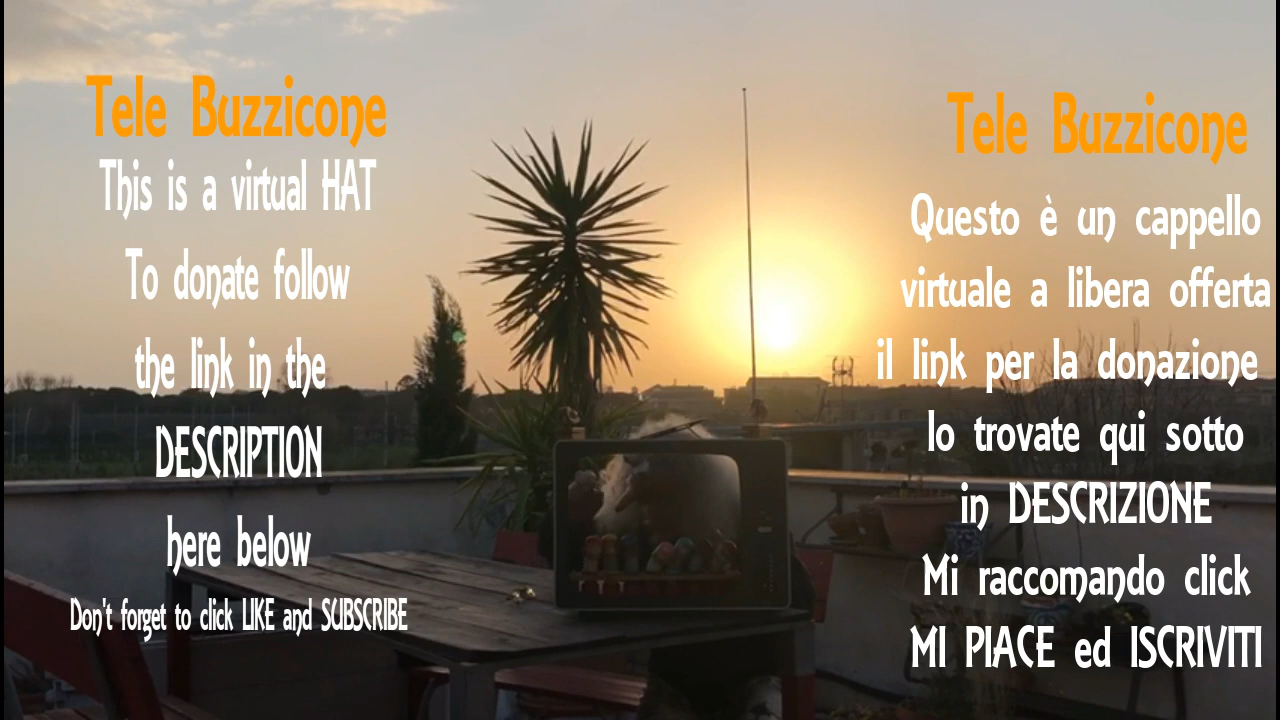 Tele Buzzicone
This is a virtual HAT
To donate follow
the link in the
DESCRIPTION
here below
Don't forget to click LIKE and SUBSCRIBE
Tele Buzzicone
Questo è un cappello
virtuale a libera offerta
il link per la donazione
lo trovate qui sotto
in DESCRIZIONE
Mi raccomando click
MI PIACE ed ISCRIVITI